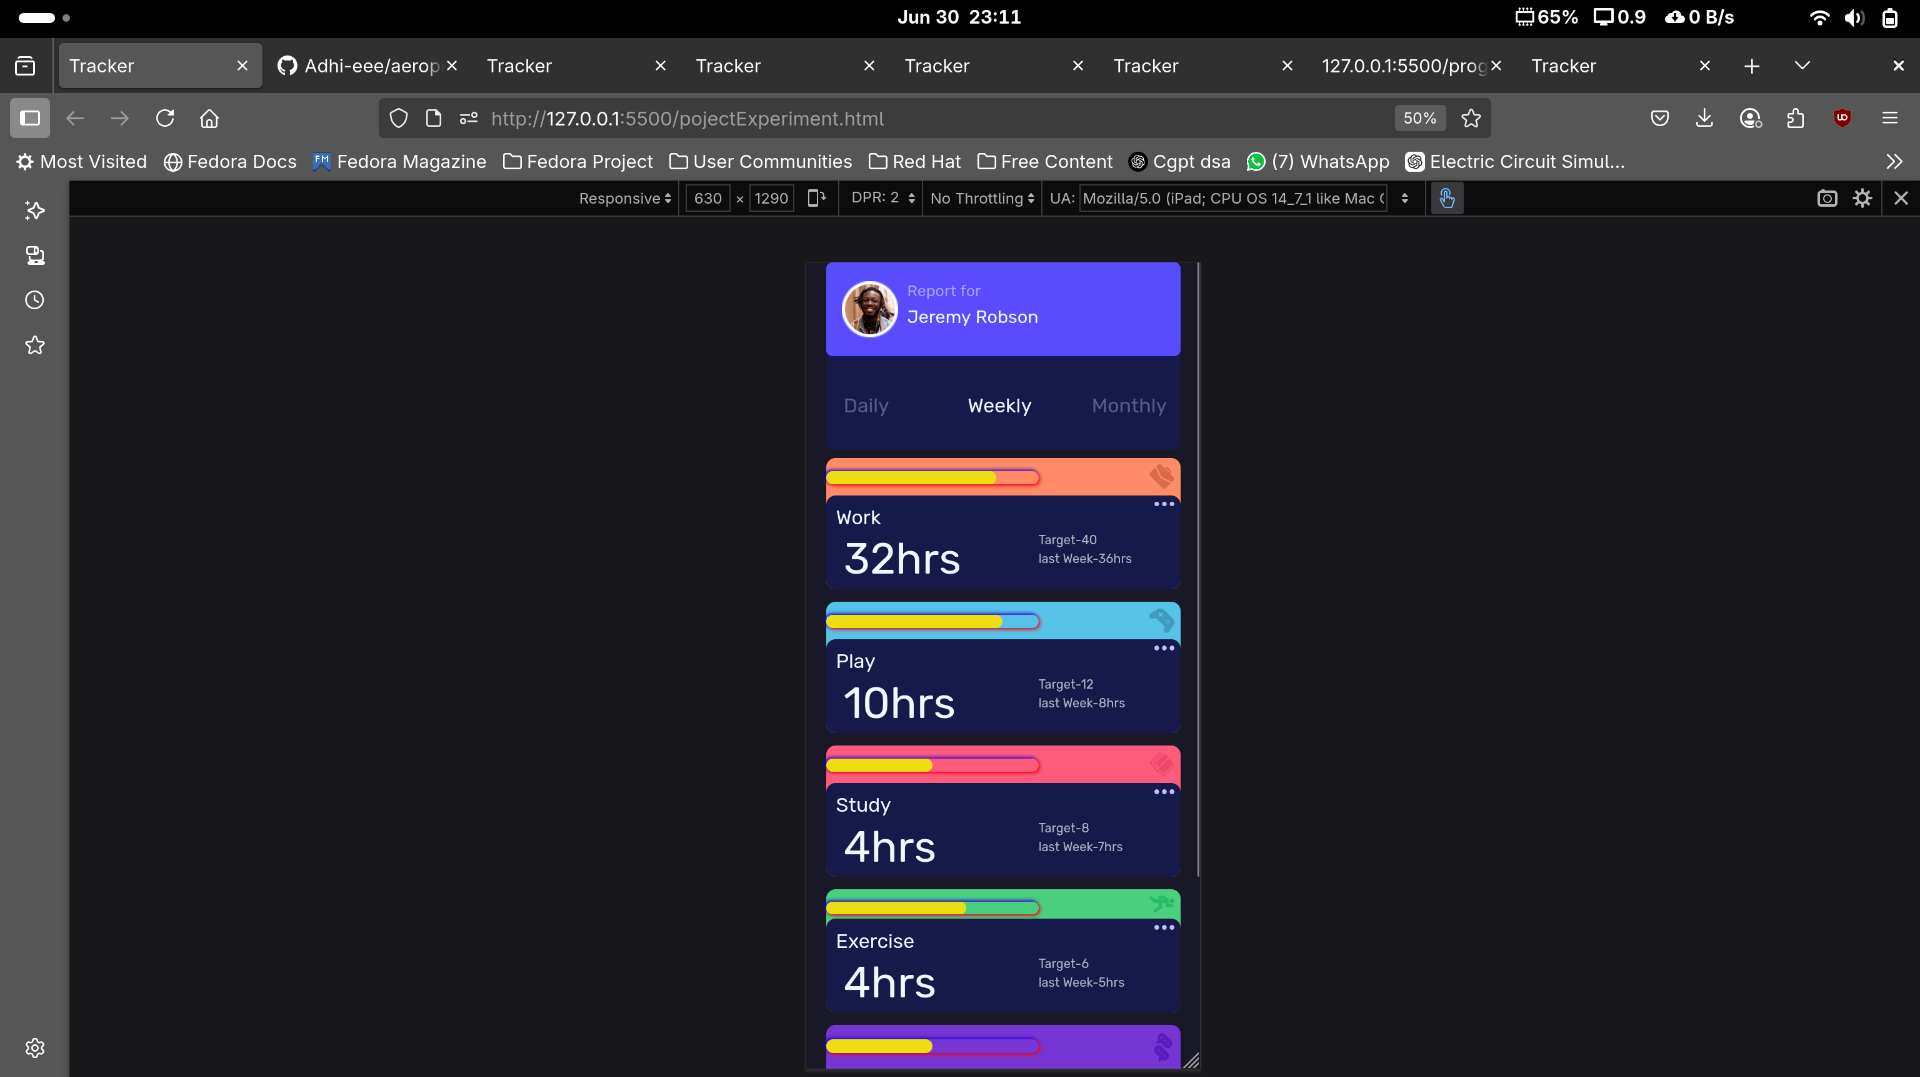 Jun 30 23:11
65% 0.9 0 B/s
Tracker Adhi-eee/aerop Tracker Tracker Tracker Tracker 127.0.0.1:5500/prog Tracker
http://127.0.0.1:5500/pojectExperiment.html 50%
Most Visited Fedora Docs FM Fedora Magazine Fedora Project User Communities Red Hat Free Content Cgpt dsa (7) WhatsApp Electric Circuit Simul...
Responsive 630 × 1290 DPR: 2 No Throttling UA: Mozilla/5.0 (iPad; CPU OS 14_7_1 like Mac
Report for
Jeremy Robson
Daily Weekly Monthly
Work
32hrs
Target-40
last Week-36hrs
Play
10hrs
Target-12
last Week-8hrs
Study
4hrs
Target-8
last Week-7hrs
Exercise
4hrs
Target-6
last Week-5hrs